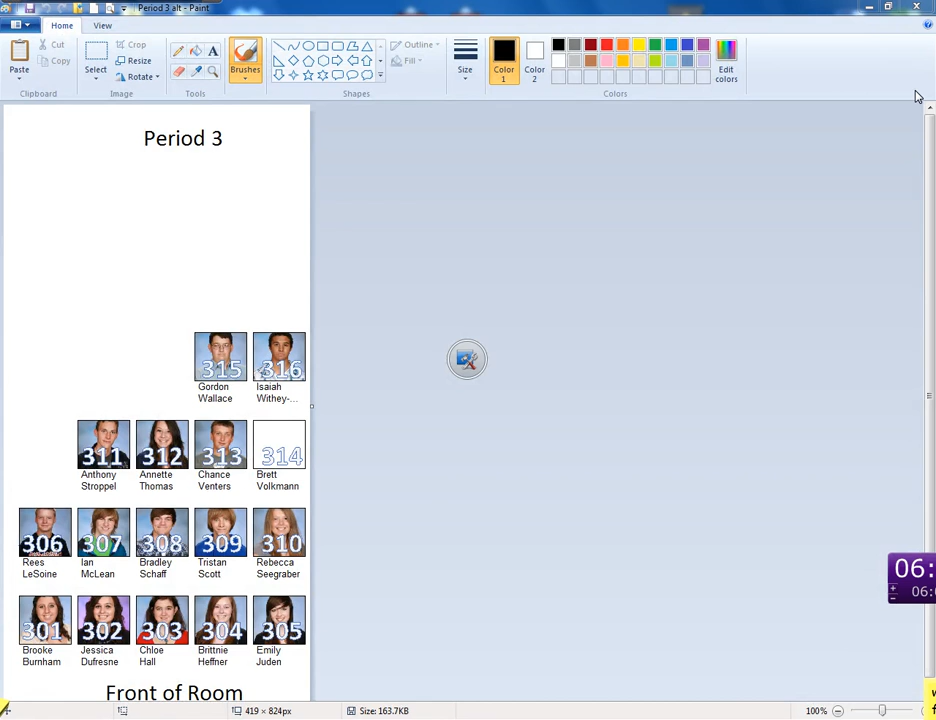 Period 3 alt - Paint
Home View
Paste Cut Copy Select Crop Resize Rotate Brushes Outline Fill Size Color 1 Color 2 Edit colors
Clipboard Image Tools Shapes Colors
Period 3
315 316
Gordon Isaiah
Wallace Withey-...
311 312 313 314
Anthony Annette Chance Brett
Stroppel Thomas Venters Volkmann
306 307 308 309 310
Rees Ian Bradley Tristan Rebecca
LeSoine McLean Schaff Scott Seegraber
06:
06:
301 302 303 304 305
Brooke Jessica Chloe Brittnie Emily
Burnham Dufresne Hall Heffner Juden
Front of Room
419 × 824px Size: 163.7KB 100%